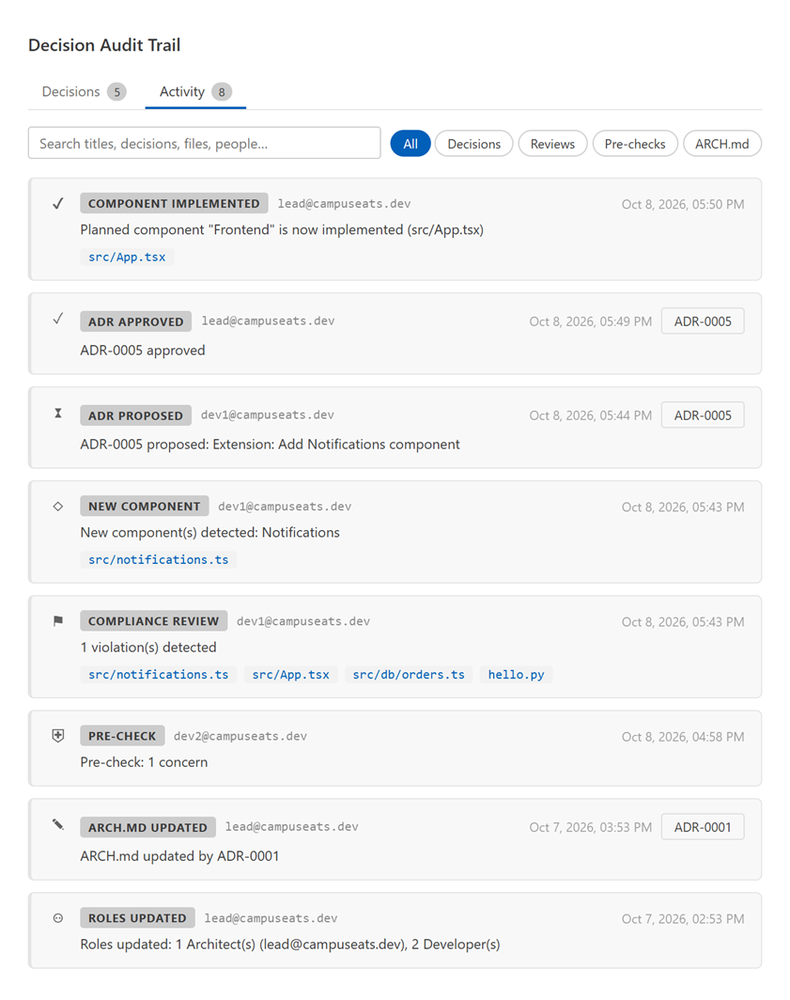 Decision Audit Trail
Decisions 5 Activity 8
Search titles, decisions, files, people... All Decisions Reviews Pre-checks ARCH.md
COMPONENT IMPLEMENTED lead@campuseats.dev Oct 8, 2026, 05:50 PM
Planned component "Frontend" is now implemented (src/App.tsx)
src/App.tsx
ADR APPROVED lead@campuseats.dev Oct 8, 2026, 05:49 PM ADR-0005
ADR-0005 approved
ADR PROPOSED dev1@campuseats.dev Oct 8, 2026, 05:44 PM ADR-0005
ADR-0005 proposed: Extension: Add Notifications component
NEW COMPONENT dev1@campuseats.dev Oct 8, 2026, 05:43 PM
New component(s) detected: Notifications
src/notifications.ts
COMPLIANCE REVIEW dev1@campuseats.dev Oct 8, 2026, 05:43 PM
1 violation(s) detected
src/notifications.ts src/App.tsx src/db/orders.ts hello.py
PRE-CHECK dev2@campuseats.dev Oct 8, 2026, 04:58 PM
Pre-check: 1 concern
ARCH.MD UPDATED lead@campuseats.dev Oct 7, 2026, 03:53 PM ADR-0001
ARCH.md updated by ADR-0001
ROLES UPDATED lead@campuseats.dev Oct 7, 2026, 02:53 PM
Roles updated: 1 Architect(s) (lead@campuseats.dev), 2 Developer(s)